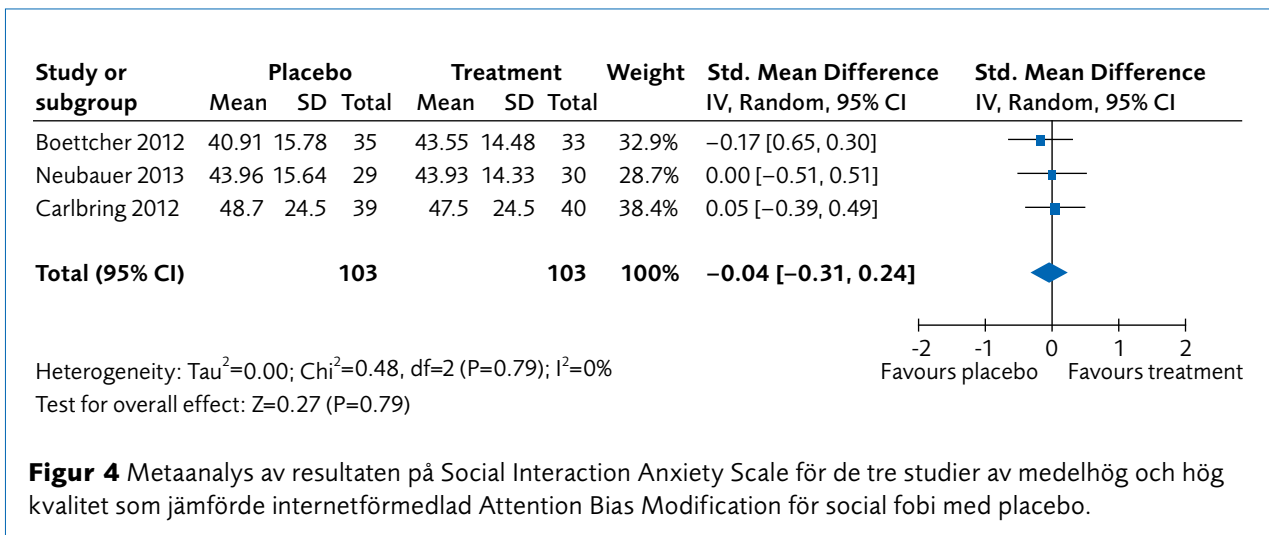 Study or Placebo Treatment Weight Std. Mean Difference Std. Mean Difference
subgroup Mean SD Total Mean SD Total IV, Random, 95% CI IV, Random, 95% CI
Boettcher 2012 40.91 15.78 35 43.55 14.48 33 32.9% −0.17 [0.65, 0.30]
Neubauer 2013 43.96 15.64 29 43.93 14.33 30 28.7% 0.00 [−0.51, 0.51]
Carlbring 2012 48.7 24.5 39 47.5 24.5 40 38.4% 0.05 [−0.39, 0.49]
Total (95% CI) 103 103 100% −0.04 [−0.31, 0.24]
-2 -1 0 1 2
Favours placebo Favours treatment
Heterogeneity: Tau²=0.00; Chi²=0.48, df=2 (P=0.79); I²=0%
Test for overall effect: Z=0.27 (P=0.79)
Figur 4 Metaanalys av resultaten på Social Interaction Anxiety Scale för de tre studier av medelhög och hög
kvalitet som jämförde internetförmedlad Attention Bias Modification för social fobi med placebo.